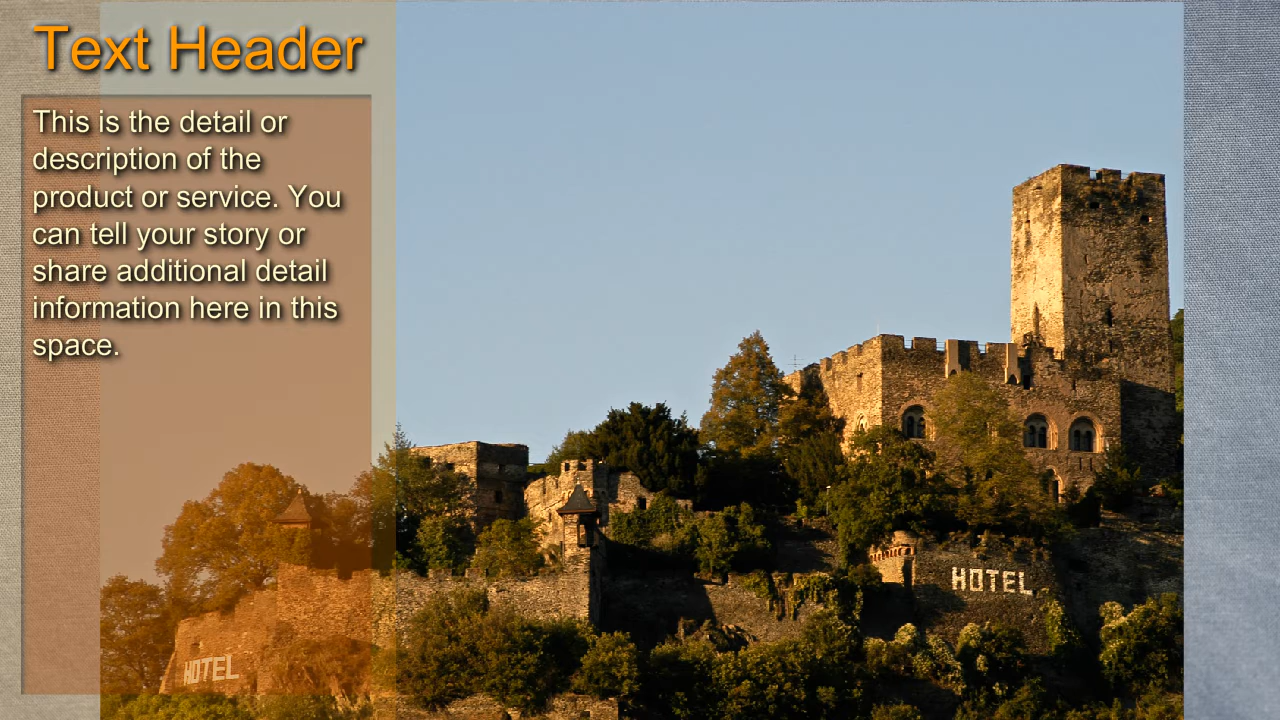 Text Header
This is the detail or
description of the
product or service. You
can tell your story or
share additional detail
information here in this
space.
HOTEL
HOTEL